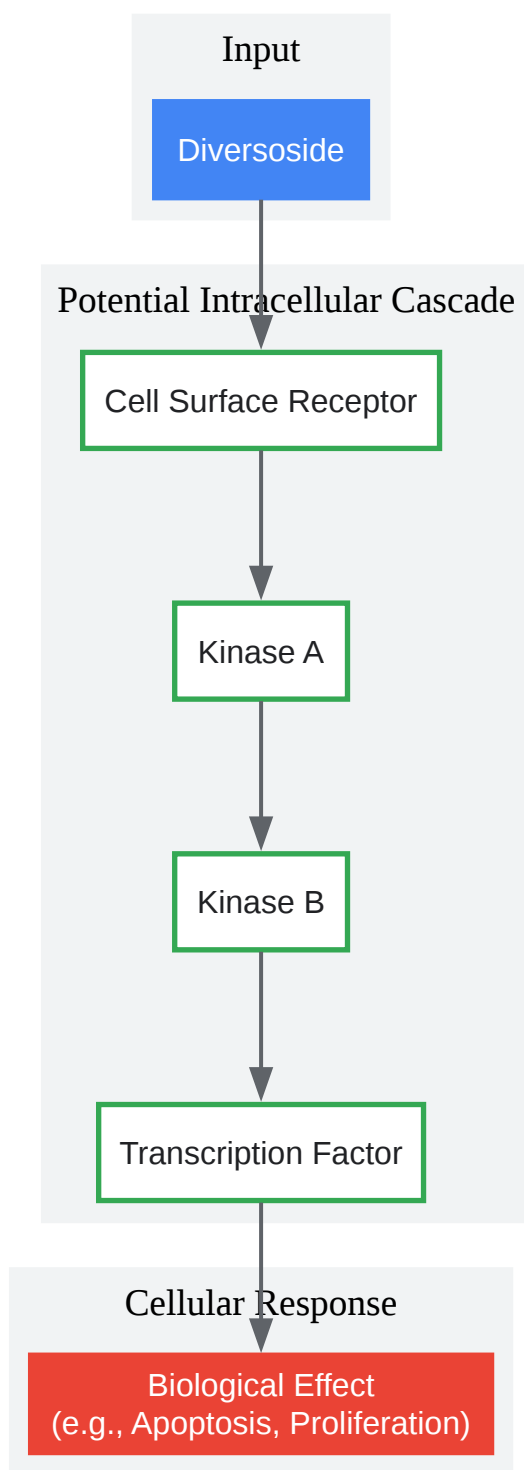 Input
Diversoside
Potential Intracellular Cascade
Cell Surface Receptor
Kinase A
Kinase B
Transcription Factor
Cellular Response
Biological Effect
(e.g., Apoptosis, Proliferation)